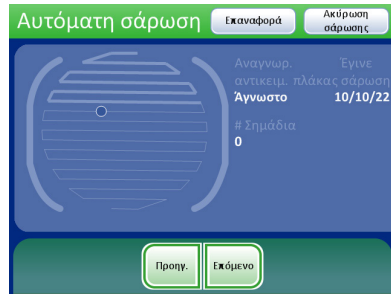 Αυτόματη σάρωση
Επαναφορά
Ακύρωση
σάρωσης
Αναγνωρ. Έγινε
αντικειμ. πλάκας σάρωση
Άγνωστο 10/10/22
# Σημάδια
0
Προηγ.
Επόμενο